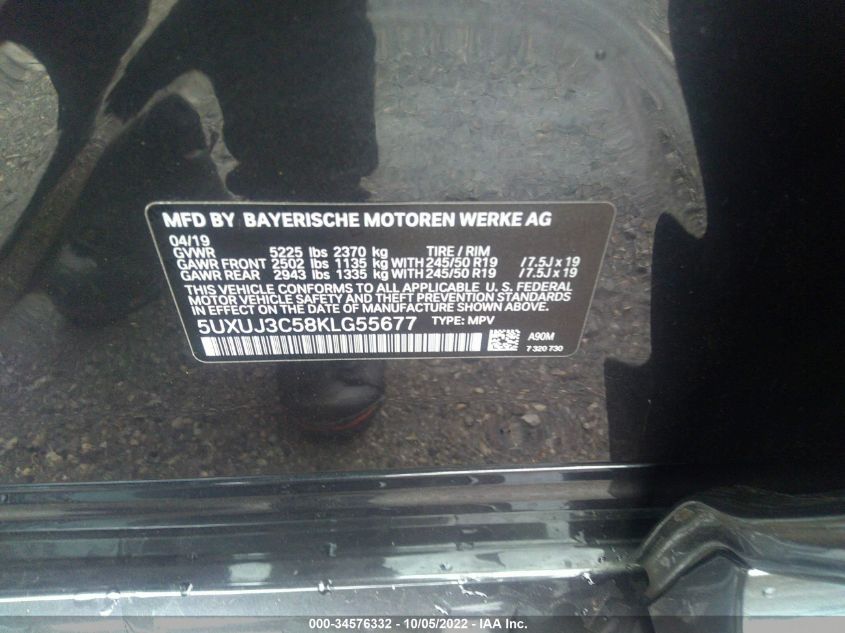 MFD BY BAYERISCHE MOTOREN WERKE AG
04/19
GVWR 5225 lbs 2370 kg TIRE / RIM
GAWR FRONT 2502 lbs 1135 kg WITH 245/50 R19 /7.5J x 19
GAWR REAR 2943 lbs 1335 kg WITH 245/50 R19 /7.5J x 19
THIS VEHICLE CONFORMS TO ALL APPLICABLE U. S. FEDERAL
MOTOR VEHICLE SAFETY AND THEFT PREVENTION STANDARDS
IN EFFECT ON THE DATE OF MANUFACTURE SHOWN ABOVE.
5UXUJ3C58KLG55677 TYPE: MPV
A90M
7 320 730
000-34576332 - 10/05/2022 - IAA Inc.